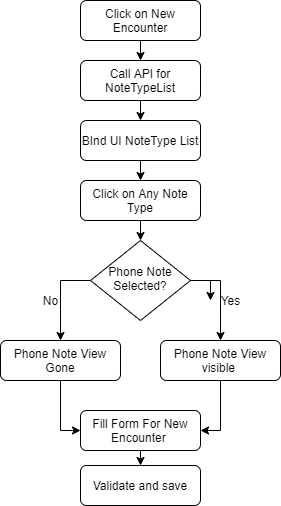 Click on New
Encounter
Call API for
NoteTypeList
BInd UI NoteType List
Click on Any Note
Type
Phone Note
Selected?
No
Yes
Phone Note View
Gone
Phone Note View
visible
Fill Form For New
Encounter
Validate and save